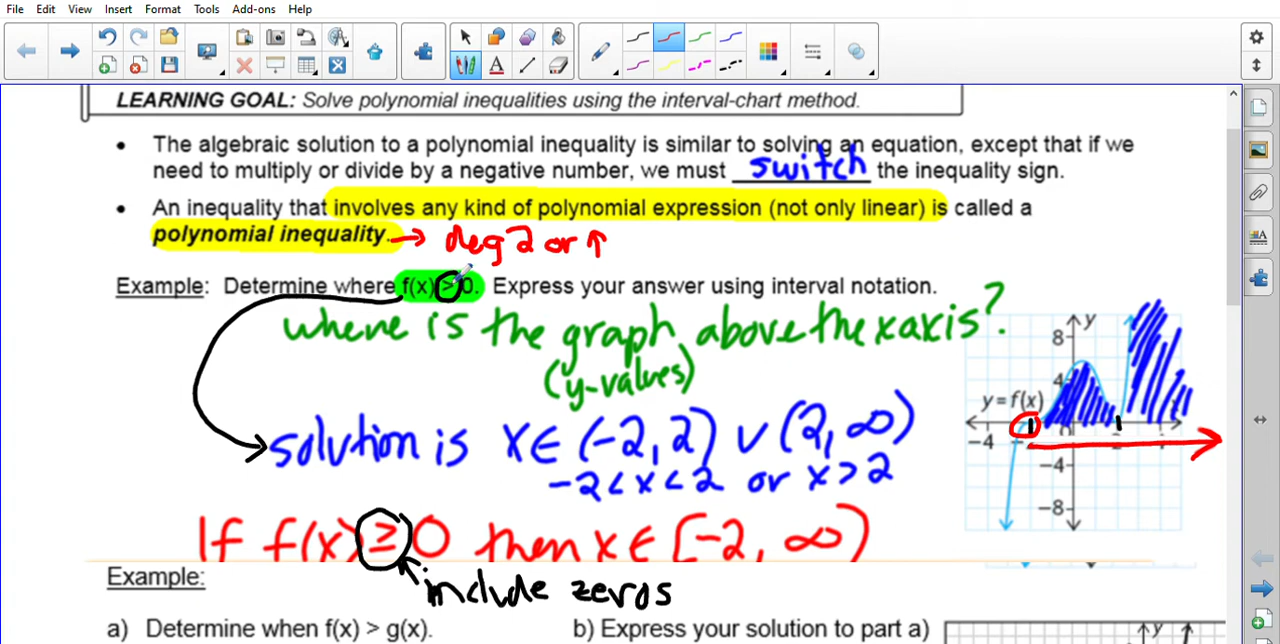 File Edit View Insert Format Tools Add-ons Help
LEARNING GOAL: Solve polynomial inequalities using the interval-chart method.
• The algebraic solution to a polynomial inequality is similar to solving an equation, except that if we
need to multiply or divide by a negative number, we must switch the inequality sign.
• An inequality that involves any kind of polynomial expression (not only linear) is called a
polynomial inequality. → deg 2 or ↑
Example: Determine where f(x) > 0. Express your answer using interval notation.
where is the graph above the x axis?
(y-values)
8 y
4
y = f(x)
-4
-4
-8
solution is x ∈ (-2, 2) ∪ (2, ∞)
-2 < x < 2 or x > 2
If f(x) ≥ 0 then x ∈ [-2, ∞)
include zeros
Example:
a) Determine when f(x) > g(x). b) Express your solution to part a)
y